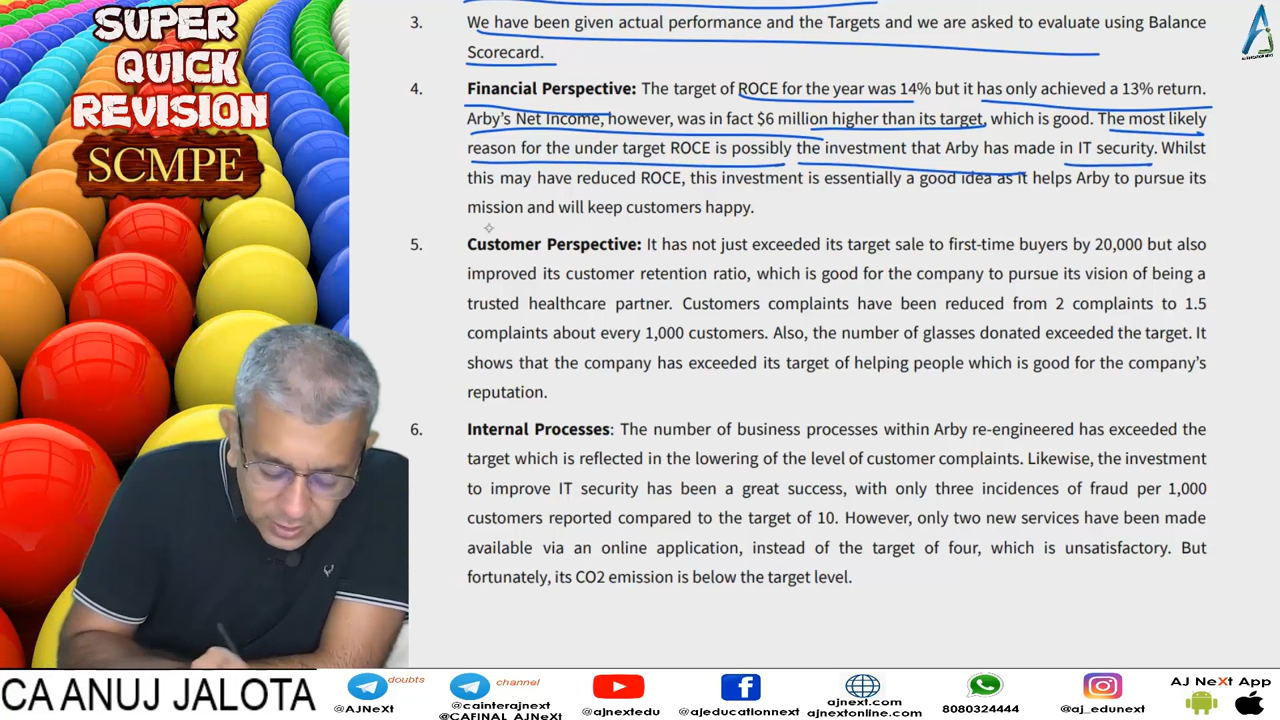 SUPER
QUICK
REVISION
SCMPE
3. We have been given actual performance and the Targets and we are asked to evaluate using Balance
Scorecard.
4. Financial Perspective: The target of ROCE for the year was 14% but it has only achieved a 13% return.
Arby's Net Income, however, was in fact $6 million higher than its target, which is good. The most likely
reason for the under target ROCE is possibly the investment that Arby has made in IT security. Whilst
this may have reduced ROCE, this investment is essentially a good idea as it helps Arby to pursue its
mission and will keep customers happy.
5. Customer Perspective: It has not just exceeded its target sale to first-time buyers by 20,000 but also
improved its customer retention ratio, which is good for the company to pursue its vision of being a
trusted healthcare partner. Customers complaints have been reduced from 2 complaints to 1.5
complaints about every 1,000 customers. Also, the number of glasses donated exceeded the target. It
shows that the company has exceeded its target of helping people which is good for the company's
reputation.
6. Internal Processes: The number of business processes within Arby re-engineered has exceeded the
target which is reflected in the lowering of the level of customer complaints. Likewise, the investment
to improve IT security has been a great success, with only three incidences of fraud per 1,000
customers reported compared to the target of 10. However, only two new services have been made
available via an online application, instead of the target of four, which is unsatisfactory. But
fortunately, its CO2 emission is below the target level.
CA ANUJ JALOTA
doubts
@AJNeXt
channel
@cainterajnext
@CAFINAL_AJNeXt
@ajnextedu
@ajeducationnext
ajnext.com
ajnextonline.com
8080324444
@aj_edunext
AJ NeXt App